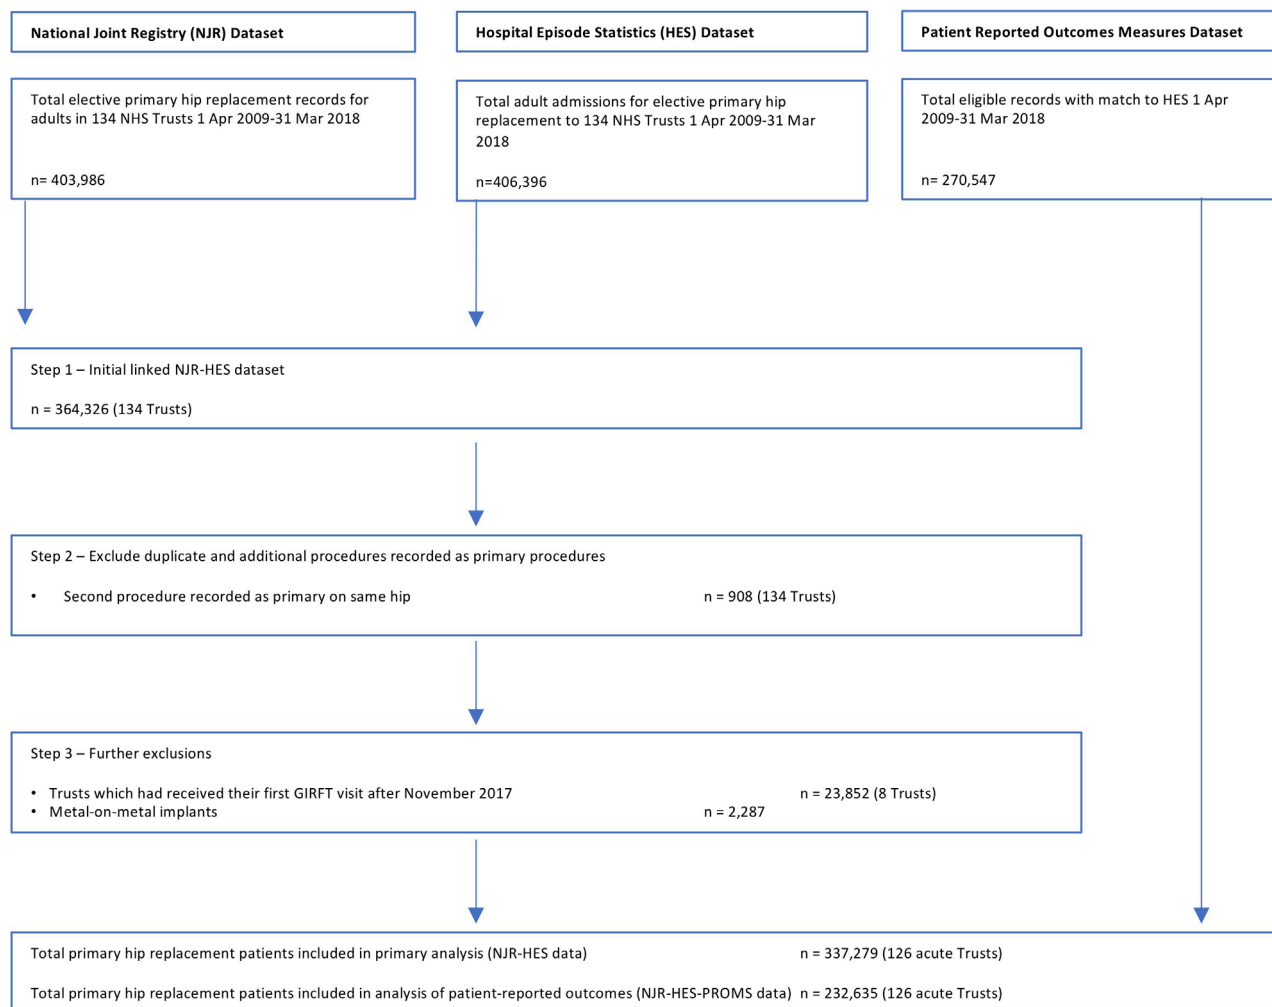 National Joint Registry (NJR) Dataset
Hospital Episode Statistics (HES) Dataset
Patient Reported Outcomes Measures Dataset
Total elective primary hip replacement records for
adults in 134 NHS Trusts 1 Apr 2009-31 Mar 2018
n= 403,986
Total adult admissions for elective primary hip
replacement to 134 NHS Trusts 1 Apr 2009-31 Mar
2018
n=406,396
Total eligible records with match to HES 1 Apr
2009-31 Mar 2018
n= 270,547
Step 1 – Initial linked NJR-HES dataset
n = 364,326 (134 Trusts)
Step 2 – Exclude duplicate and additional procedures recorded as primary procedures
• Second procedure recorded as primary on same hip n = 908 (134 Trusts)
Step 3 – Further exclusions
• Trusts which had received their first GIRFT visit after November 2017 n = 23,852 (8 Trusts)
• Metal-on-metal implants n = 2,287
Total primary hip replacement patients included in primary analysis (NJR-HES data) n = 337,279 (126 acute Trusts)
Total primary hip replacement patients included in analysis of patient-reported outcomes (NJR-HES-PROMS data) n = 232,635 (126 acute Trusts)